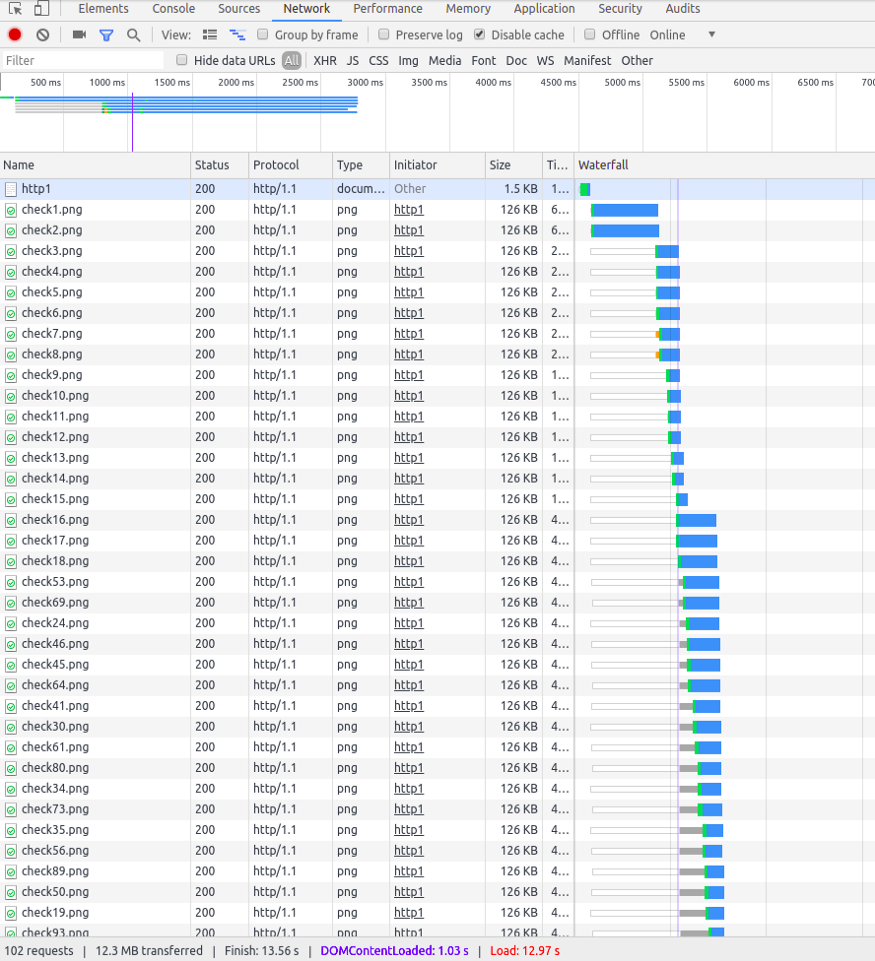 Elements Console Sources Network Performance Memory Application Security Audits
View: Group by frame Preserve log Disable cache Offline Online
Filter Hide data URLs All XHR JS CSS Img Media Font Doc WS Manifest Other
500 ms 1000 ms 1500 ms 2000 ms 2500 ms 3000 ms 3500 ms 4000 ms 4500 ms 5000 ms 5500 ms 6000 ms 6500 ms 700
Name Status Protocol Type Initiator Size Ti... Waterfall
http1 200 http/1.1 docum... Other 1.5 KB 1...
check1.png 200 http/1.1 png http1 126 KB 6...
check2.png 200 http/1.1 png http1 126 KB 6...
check3.png 200 http/1.1 png http1 126 KB 2...
check4.png 200 http/1.1 png http1 126 KB 2...
check5.png 200 http/1.1 png http1 126 KB 2...
check6.png 200 http/1.1 png http1 126 KB 2...
check7.png 200 http/1.1 png http1 126 KB 2...
check8.png 200 http/1.1 png http1 126 KB 2...
check9.png 200 http/1.1 png http1 126 KB 1...
check10.png 200 http/1.1 png http1 126 KB 1...
check11.png 200 http/1.1 png http1 126 KB 1...
check12.png 200 http/1.1 png http1 126 KB 1...
check13.png 200 http/1.1 png http1 126 KB 1...
check14.png 200 http/1.1 png http1 126 KB 1...
check15.png 200 http/1.1 png http1 126 KB 1...
check16.png 200 http/1.1 png http1 126 KB 4...
check17.png 200 http/1.1 png http1 126 KB 4...
check18.png 200 http/1.1 png http1 126 KB 4...
check53.png 200 http/1.1 png http1 126 KB 4...
check69.png 200 http/1.1 png http1 126 KB 4...
check24.png 200 http/1.1 png http1 126 KB 4...
check46.png 200 http/1.1 png http1 126 KB 4...
check45.png 200 http/1.1 png http1 126 KB 4...
check64.png 200 http/1.1 png http1 126 KB 4...
check41.png 200 http/1.1 png http1 126 KB 4...
check30.png 200 http/1.1 png http1 126 KB 4...
check61.png 200 http/1.1 png http1 126 KB 4...
check80.png 200 http/1.1 png http1 126 KB 4...
check34.png 200 http/1.1 png http1 126 KB 4...
check73.png 200 http/1.1 png http1 126 KB 4...
check35.png 200 http/1.1 png http1 126 KB 4...
check56.png 200 http/1.1 png http1 126 KB 4...
check89.png 200 http/1.1 png http1 126 KB 4...
check50.png 200 http/1.1 png http1 126 KB 4...
check19.png 200 http/1.1 png http1 126 KB 4...
check93.png 200 http/1.1 png http1 126 KB 4...
102 requests | 12.3 MB transferred | Finish: 13.56 s | DOMContentLoaded: 1.03 s | Load: 12.97 s